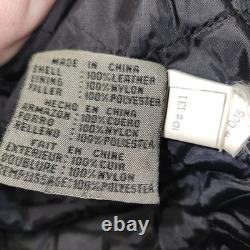 MADE IN CHINA
SHELL :100%LEATHER
LINING :100%NYLON
FILLER :100%POLYESTER
HECHO EN CHINA
ARMAZON :100%CUERO
FORRO :100%NYLON
RELLENO :100%POLYESTER
FAIT EN CHINE
EXTERIEUR:100%CUIR
DOUBLURE :100%NYLON
REMPLISSAGE:100%POLYESTER
ID#131